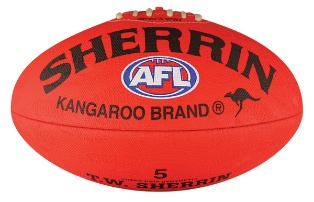 SHERRIN
AFL
KANGAROO BRAND®
5
T.W. SHERRIN